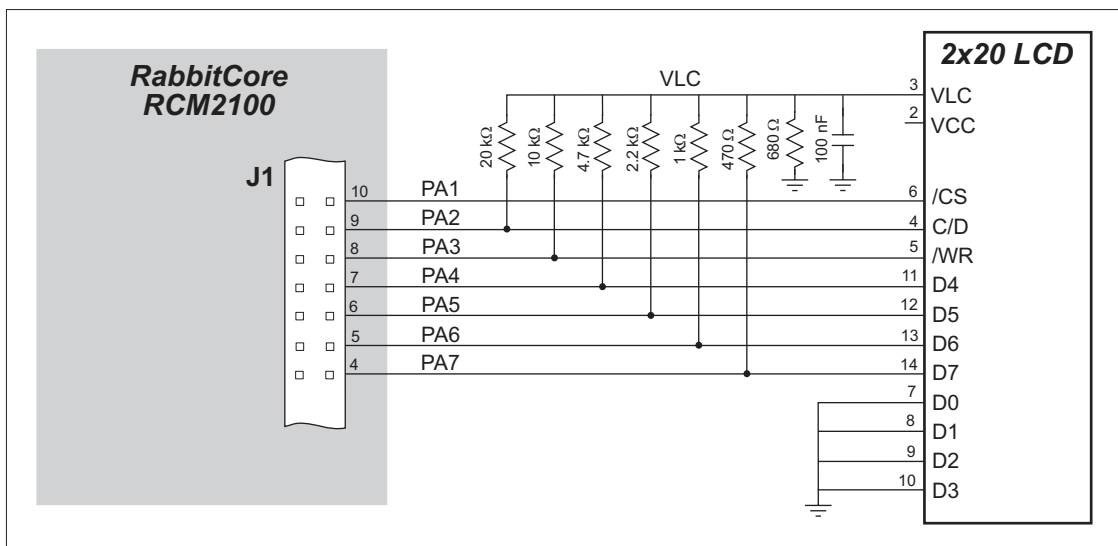 RabbitCore
RCM2100
2x20 LCD
VLC
3
VLC
2
VCC
20 kΩ
10 kΩ
4.7 kΩ
2.2 kΩ
1 kΩ
470 Ω
680 Ω
100 nF
J1
10
PA1
6
/CS
9
PA2
4
C/D
8
PA3
5
/WR
7
PA4
11
D4
6
PA5
12
D5
5
PA6
13
D6
4
PA7
14
D7
7
D0
8
D1
9
D2
10
D3